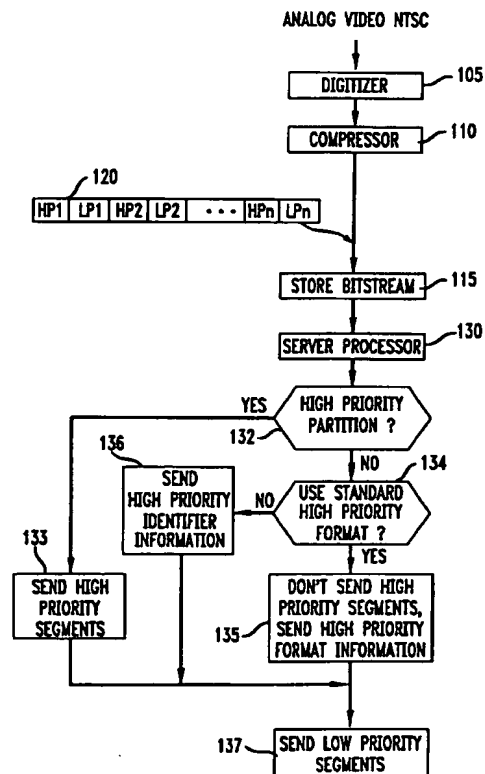 ANALOG VIDEO NTSC
DIGITIZER
105
COMPRESSOR
110
120
HP1 LP1 HP2 LP2 ··· HPn LPn
STORE BITSTREAM
115
SERVER PROCESSOR
130
YES
HIGH PRIORITY
PARTITION ?
132
NO
134
136
SEND
HIGH PRIORITY
IDENTIFIER
INFORMATION
NO
USE STANDARD
HIGH PRIORITY
FORMAT ?
YES
133
SEND HIGH
PRIORITY
SEGMENTS
DON'T SEND HIGH
PRIORITY SEGMENTS,
SEND HIGH PRIORITY
FORMAT INFORMATION
135
SEND LOW PRIORITY
SEGMENTS
137